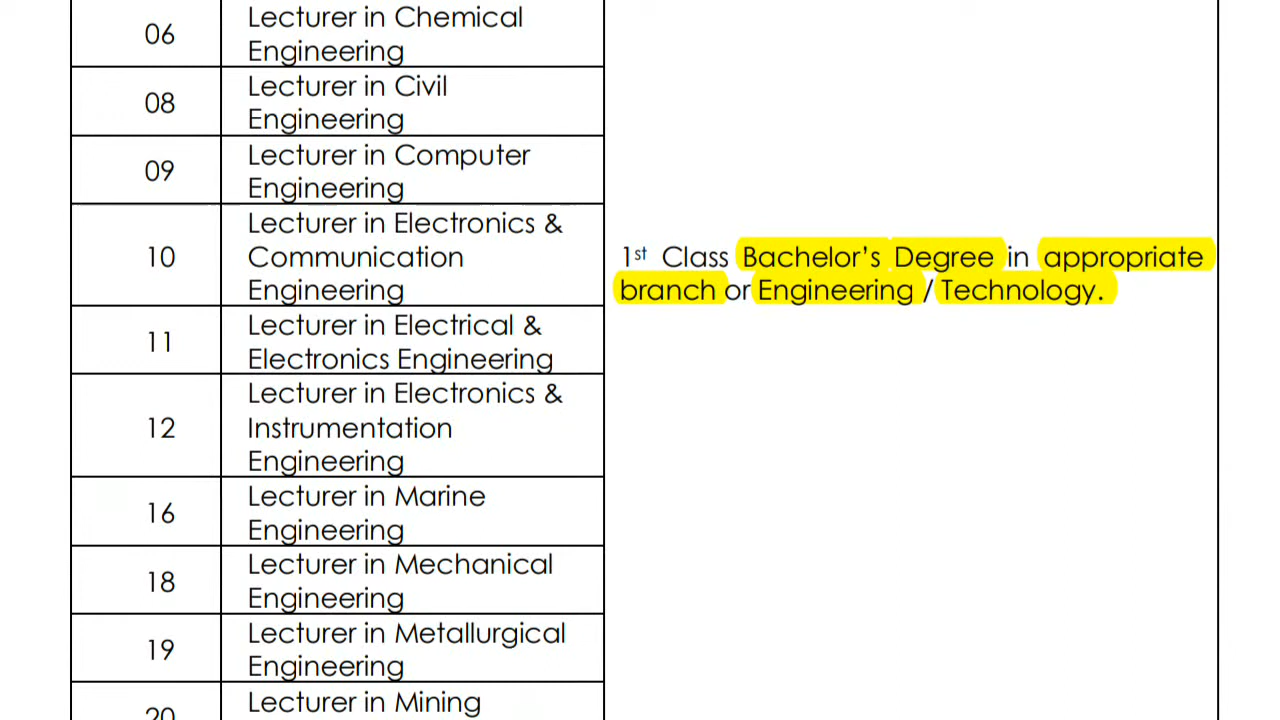 06
Lecturer in Chemical
Engineering
08
Lecturer in Civil
Engineering
09
Lecturer in Computer
Engineering
10
Lecturer in Electronics &
Communication
Engineering
1st Class Bachelor's Degree in appropriate
branch or Engineering / Technology.
11
Lecturer in Electrical &
Electronics Engineering
12
Lecturer in Electronics &
Instrumentation
Engineering
16
Lecturer in Marine
Engineering
18
Lecturer in Mechanical
Engineering
19
Lecturer in Metallurgical
Engineering
20
Lecturer in Mining